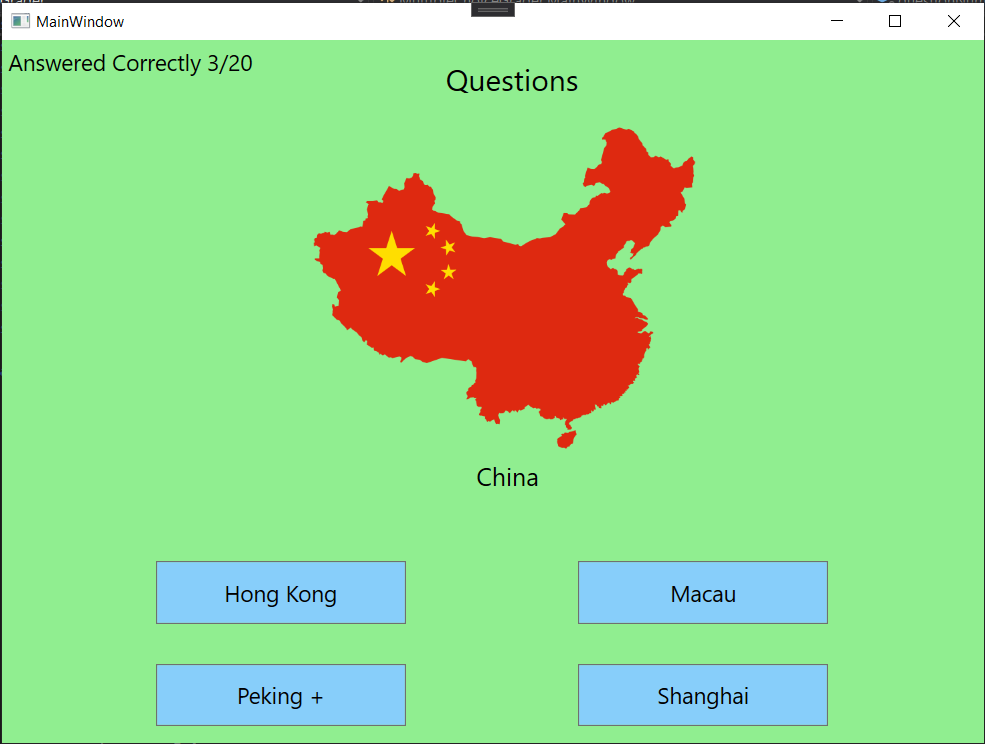 MainWindow
Answered Correctly 3/20
Questions
China
Hong Kong
Macau
Peking +
Shanghai